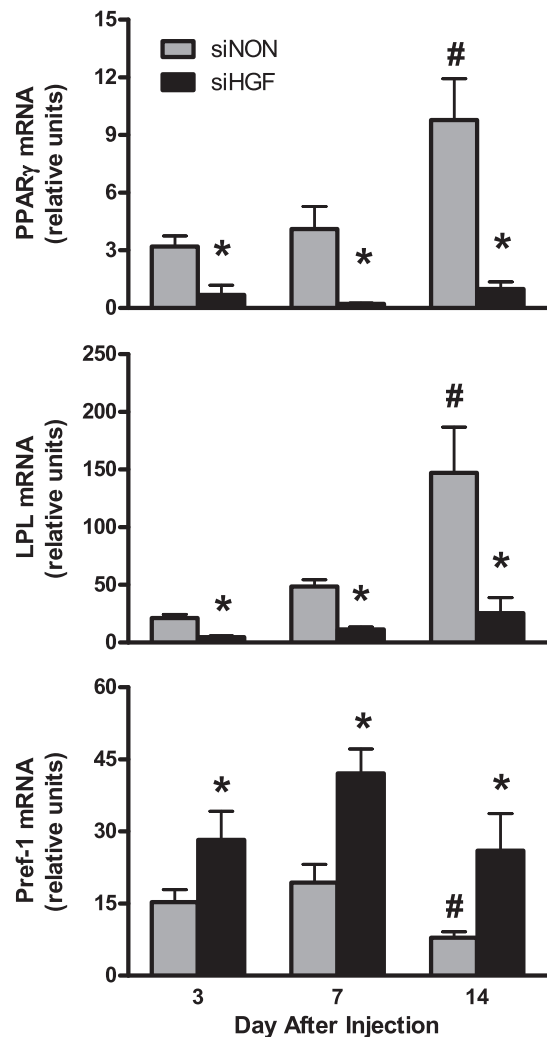 siNON
siHGF
PPARγ mRNA
(relative units)
15
12
9
6
3
0
#
*
*
*
LPL mRNA
(relative units)
250
200
150
100
50
0
#
*
*
*
Pref-1 mRNA
(relative units)
60
45
30
15
0
*
*
*
#
3 7 14
Day After Injection